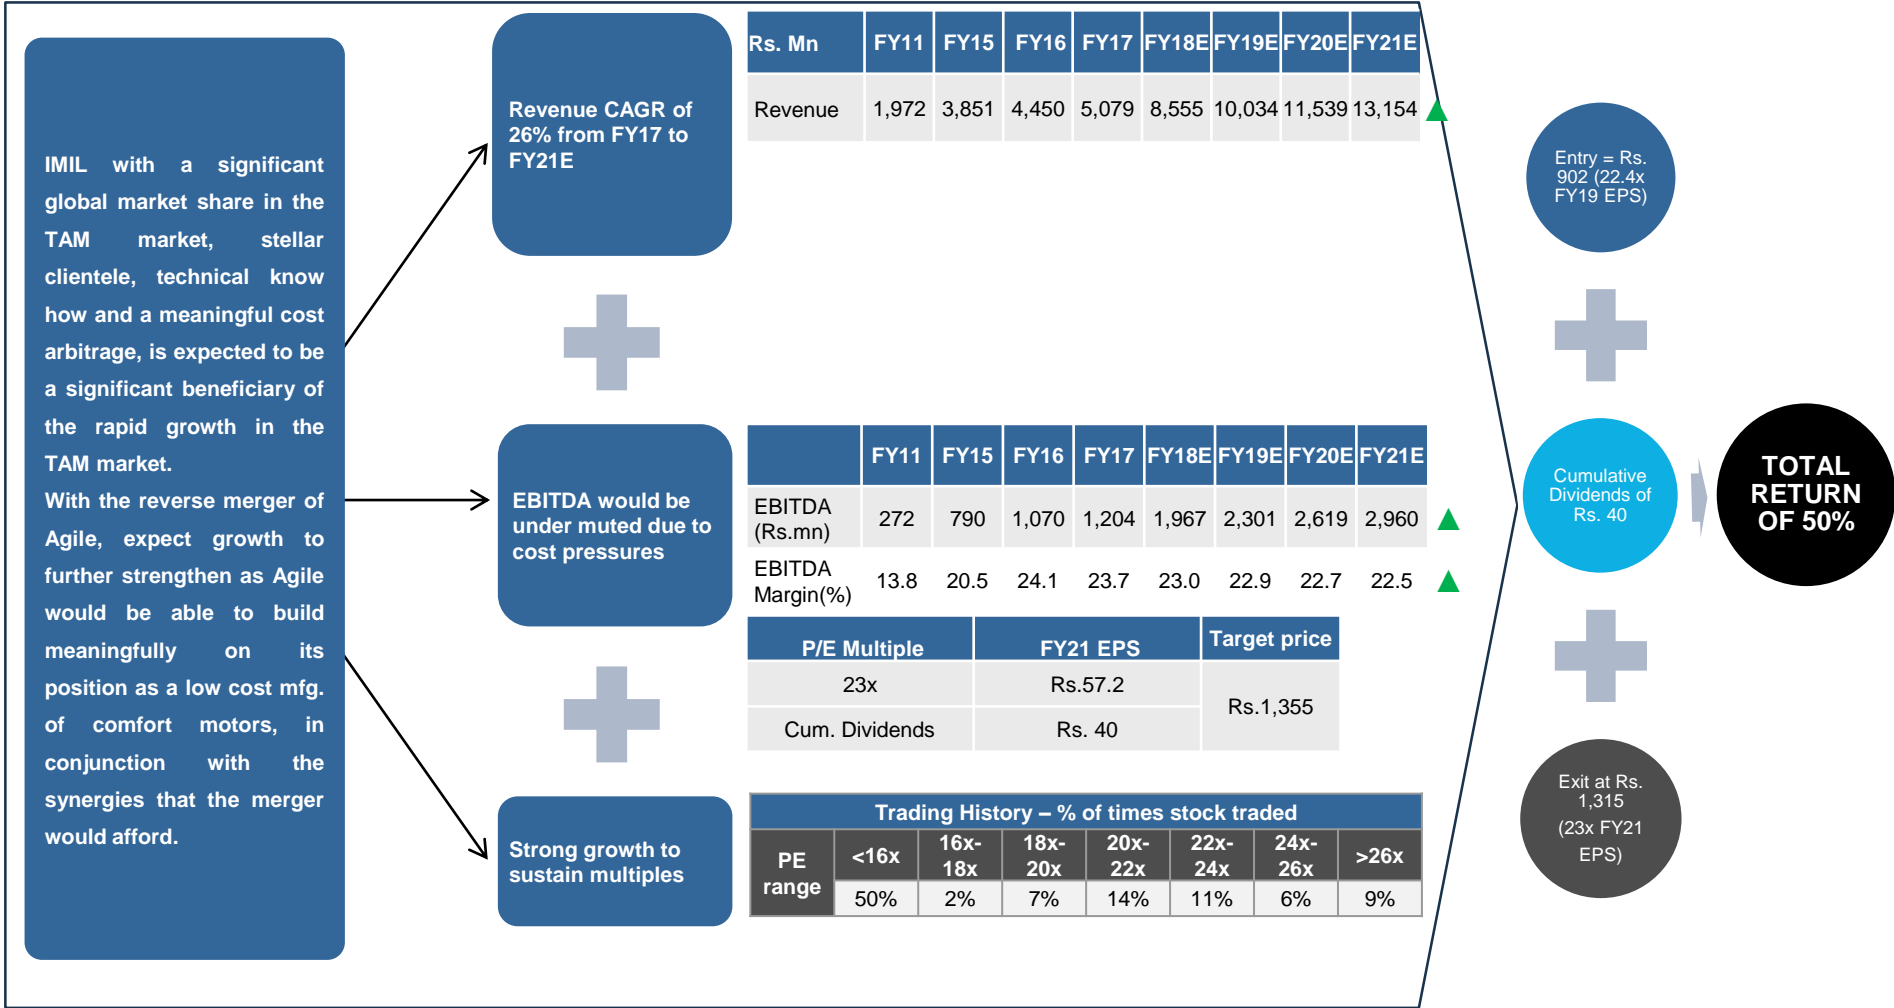 IMIL with a significant
global market share in the
TAM market, stellar
clientele, technical know
how and a meaningful cost
arbitrage, is expected to be
a significant beneficiary of
the rapid growth in the
TAM market.
With the reverse merger of
Agile, expect growth to
further strengthen as Agile
would be able to build
meaningfully on its
position as a low cost mfg.
of comfort motors, in
conjunction with the
synergies that the merger
would afford.
Revenue CAGR of
26% from FY17 to
FY21E
Rs. Mn FY11 FY15 FY16 FY17 FY18E FY19E FY20E FY21E
Revenue 1,972 3,851 4,450 5,079 8,555 10,034 11,539 13,154
EBITDA would be
under muted due to
cost pressures
FY11 FY15 FY16 FY17 FY18E FY19E FY20E FY21E
EBITDA
(Rs.mn) 272 790 1,070 1,204 1,967 2,301 2,619 2,960
EBITDA
Margin(%) 13.8 20.5 24.1 23.7 23.0 22.9 22.7 22.5
P/E Multiple FY21 EPS Target price
23x Rs.57.2 Rs.1,355
Cum. Dividends Rs. 40
Strong growth to
sustain multiples
Trading History – % of times stock traded
PE
range
<16x 16x-
18x 18x-
20x 20x-
22x 22x-
24x 24x-
26x >26x
50% 2% 7% 14% 11% 6% 9%
Entry = Rs.
902 (22.4x
FY19 EPS)
Cumulative
Dividends of
Rs. 40
Exit at Rs.
1,315
(23x FY21
EPS)
TOTAL
RETURN
OF 50%